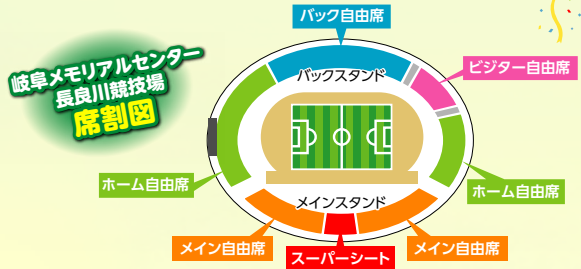 バック自由席
岐阜メモリアルセンター
長良川競技場
席割図
バックスタンド
ビジター自由席
ホーム自由席
ホーム自由席
メインスタンド
メイン自由席
スーパーシート
メイン自由席